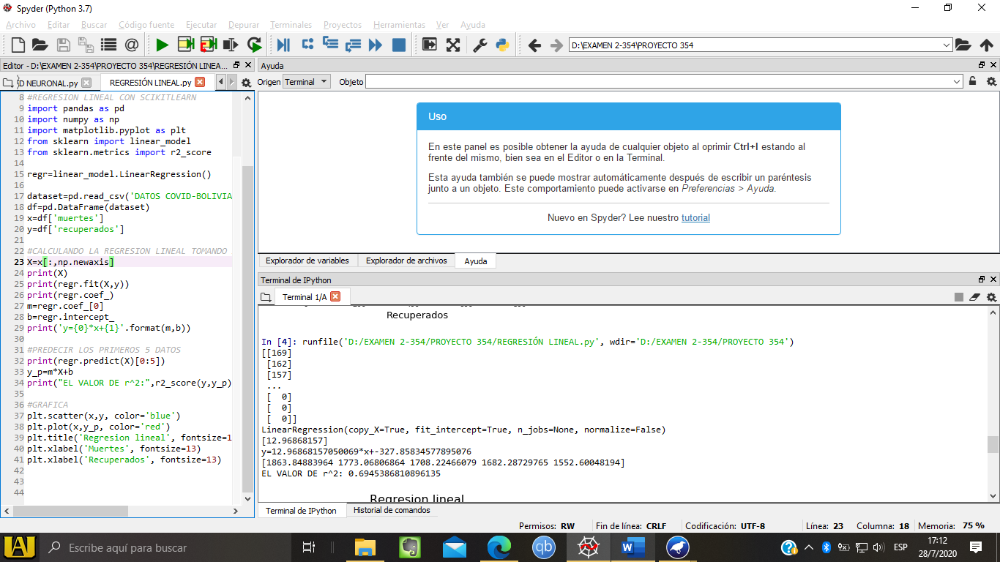 Spyder (Python 3.7)
Archivo Editar Buscar Código fuente Ejecutar Depurar Terminales Proyectos Herramientas Ver Ayuda
D:\EXAMEN 2-354\PROYECTO 354
Editor - D:\EXAMEN 2-354\PROYECTO 354\REGRESIÓN LINEA...
D NEURONAL.py REGRESIÓN LINEAL.py
8 #REGRESION LINEAL CON SCIKITLEARN
9 import pandas as pd
10 import numpy as np
11 import matplotlib.pyplot as plt
12 from sklearn import linear_model
13 from sklearn.metrics import r2_score
14
15 regr=linear_model.LinearRegression()
16
17 dataset=pd.read_csv('DATOS COVID-BOLIVIA
18 df=pd.DataFrame(dataset)
19 x=df['muertes']
20 y=df['recuperados']
21
22 #CALCULANDO LA REGRESION LINEAL TOMANDO
23 X=x[:,np.newaxis]
24 print(X)
25 print(regr.fit(X,y))
26 print(regr.coef_)
27 m=regr.coef_[0]
28 b=regr.intercept_
29 print('y={0}*x+{1}'.format(m,b))
30
31 #PREDECIR LOS PRIMEROS 5 DATOS
32 print(regr.predict(X)[0:5])
33 y_p=m*X+b
34 print("EL VALOR DE r^2:",r2_score(y,y_p)
35
36 #GRAFICA
37 plt.scatter(x,y, color='blue')
38 plt.plot(x,y_p, color='red')
39 plt.title('Regresion lineal', fontsize=1
40 plt.xlabel('Muertes', fontsize=13)
41 plt.xlabel('Recuperados', fontsize=13)
42
43
44
Ayuda
Origen Terminal Objeto
Uso
En este panel es posible obtener la ayuda de cualquier objeto al oprimir Ctrl+I estando al
frente del mismo, bien sea en el Editor o en la Terminal.
Esta ayuda también se puede mostrar automáticamente después de escribir un paréntesis
junto a un objeto. Este comportamiento puede activarse en Preferencias > Ayuda.
Nuevo en Spyder? Lee nuestro tutorial
Explorador de variables Explorador de archivos Ayuda
Terminal de IPython
Terminal 1/A
Recuperados
In [4]: runfile('D:/EXAMEN 2-354/PROYECTO 354/REGRESIÓN LINEAL.py', wdir='D:/EXAMEN 2-354/PROYECTO 354')
[[169]
[162]
[157]
...
[ 0]
[ 0]
[ 0]]
LinearRegression(copy_X=True, fit_intercept=True, n_jobs=None, normalize=False)
[12.96868157]
y=12.96868157050069*x+-327.85834577895076
[1863.84883964 1773.06806864 1708.22466079 1682.28729765 1552.60048194]
EL VALOR DE r^2: 0.6945386810896135
Regresion lineal
Terminal de IPython Historial de comandos
Permisos: RW Fin de línea: CRLF Codificación: UTF-8 Línea: 23 Columna: 18 Memoria: 75 %
Escribe aquí para buscar
qb
W
ESP
17:12
28/7/2020